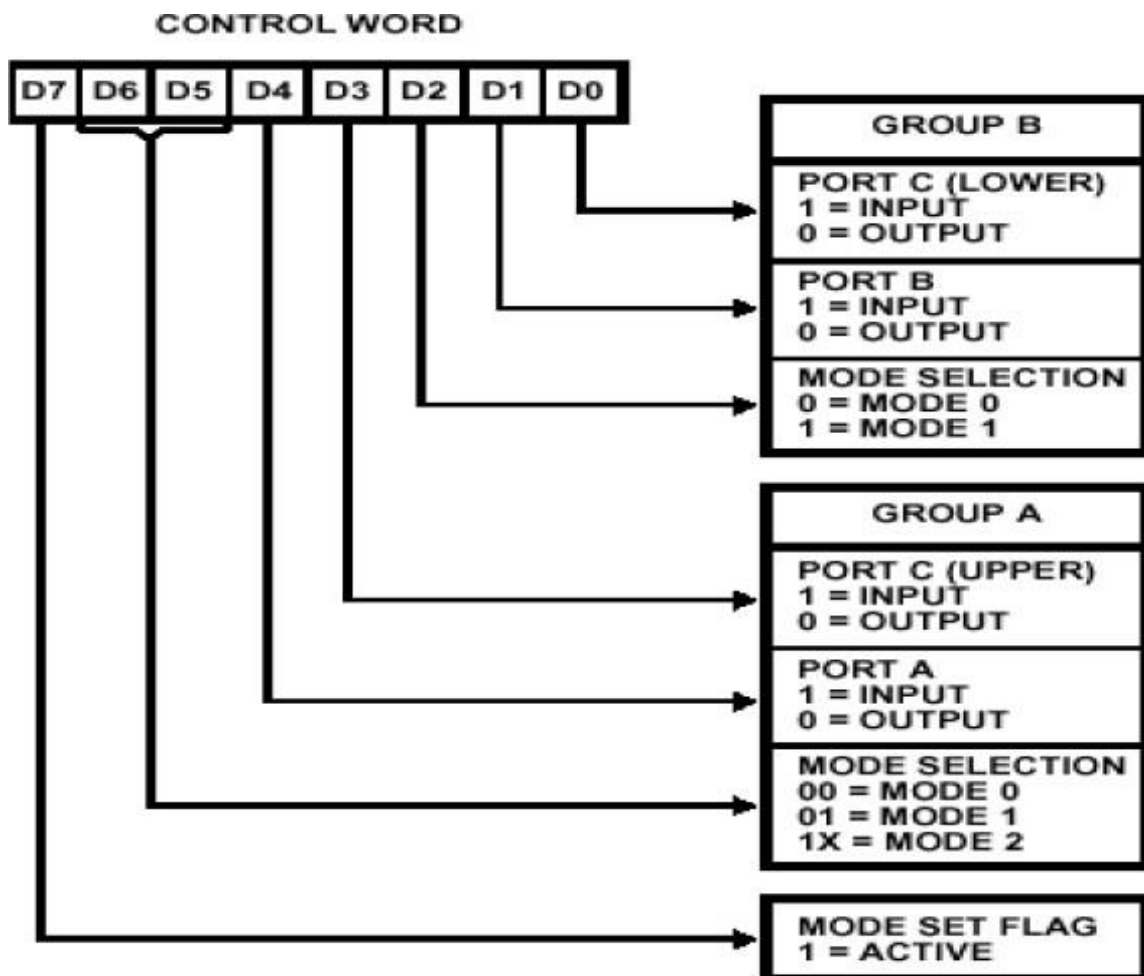 CONTROL WORD
D7 D6 D5 D4 D3 D2 D1 D0
GROUP B
PORT C (LOWER)
1 = INPUT
0 = OUTPUT
PORT B
1 = INPUT
0 = OUTPUT
MODE SELECTION
0 = MODE 0
1 = MODE 1
GROUP A
PORT C (UPPER)
1 = INPUT
0 = OUTPUT
PORT A
1 = INPUT
0 = OUTPUT
MODE SELECTION
00 = MODE 0
01 = MODE 1
1X = MODE 2
MODE SET FLAG
1 = ACTIVE